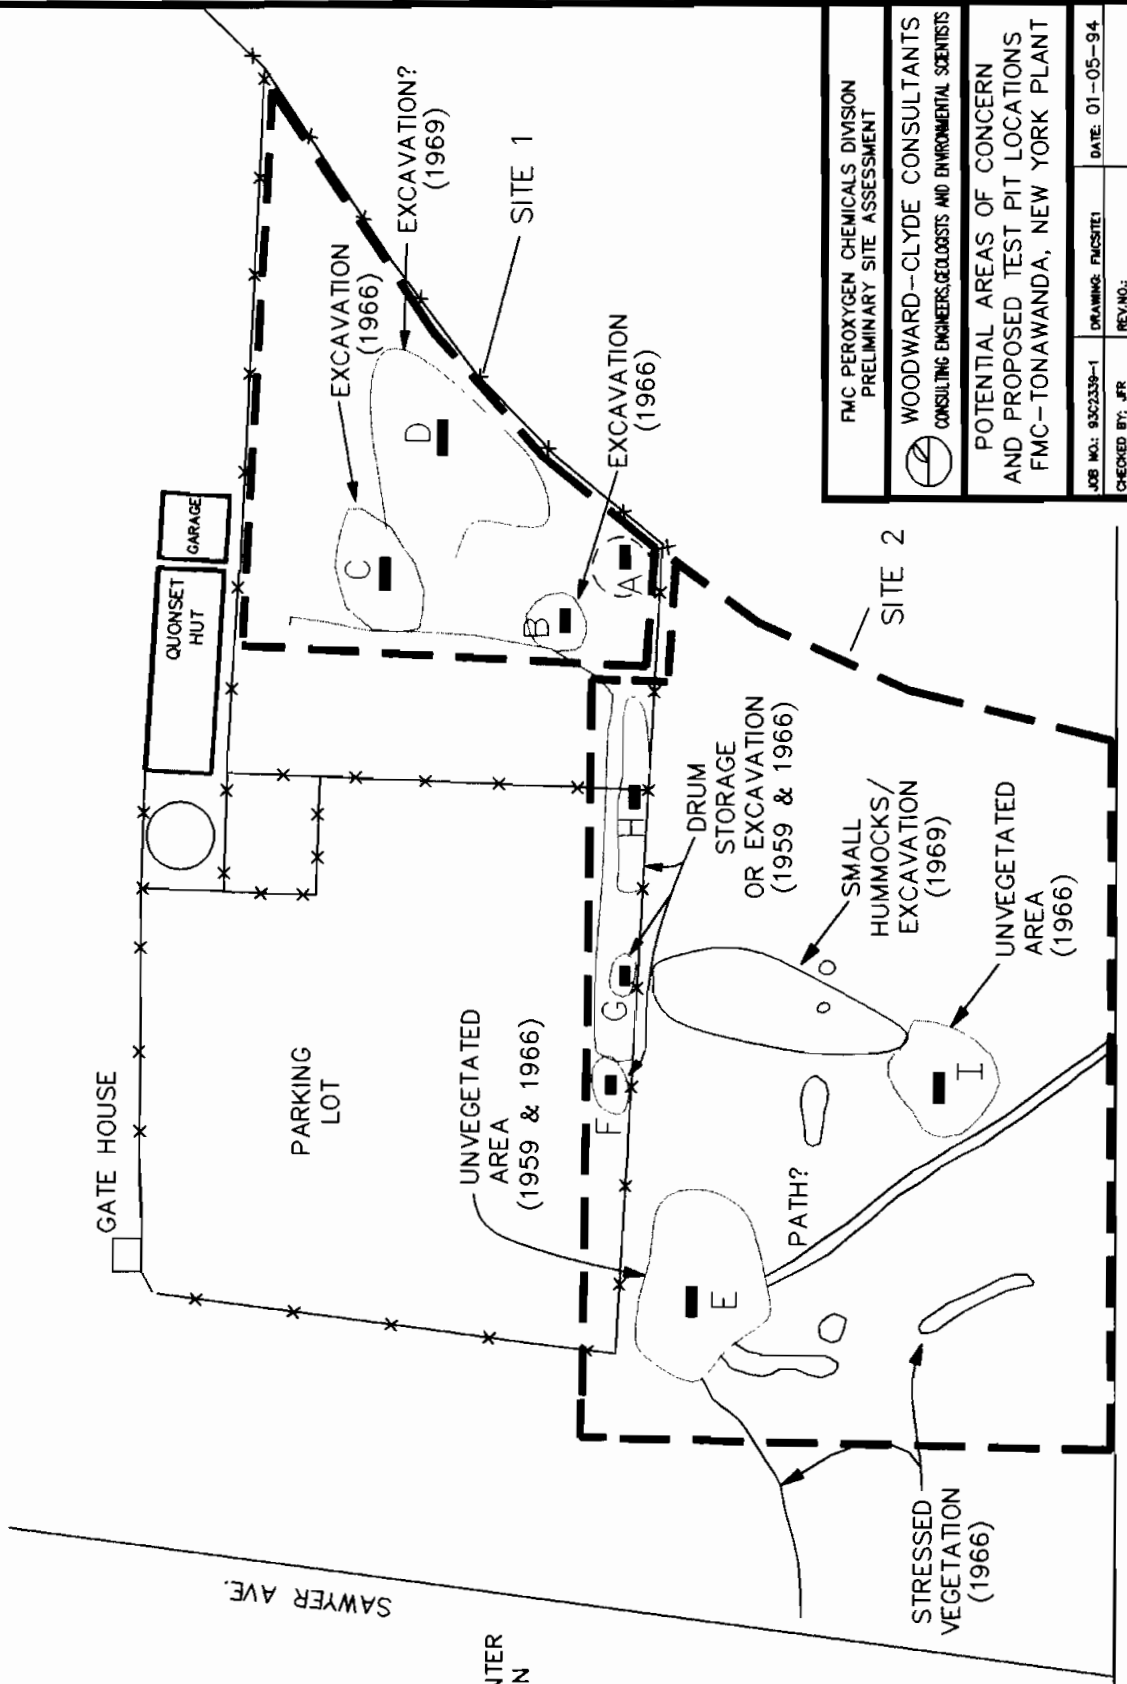 GATE HOUSE
PARKING
LOT
QUONSET
HUT
GARAGE
EXCAVATION
(1966)
EXCAVATION?
(1969)
SITE 1
EXCAVATION
(1966)
C
D
B
A
SAWYER AVE.
UNVEGETATED
AREA
(1959 & 1966)
F
G
H
DRUM
STORAGE
OR EXCAVATION
(1959 & 1966)
SITE 2
E
PATH?
SMALL
HUMMOCKS/
EXCAVATION
(1969)
I
UNVEGETATED
AREA
(1966)
STRESSED
VEGETATION
(1966)
NTER
N
FMC PEROXYGEN CHEMICALS DIVISION
PRELIMINARY SITE ASSESSMENT
WOODWARD-CLYDE CONSULTANTS
CONSULTING ENGINEERS,GEOLOGISTS AND ENVIRONMENTAL SCIENTISTS
POTENTIAL AREAS OF CONCERN
AND PROPOSED TEST PIT LOCATIONS
FMC-TONAWANDA, NEW YORK PLANT
JOB NO.: 93C2339-1
DRAWING: FMCSITE1
DATE: 01-05-94
CHECKED BY: JFR
REV.NO.: